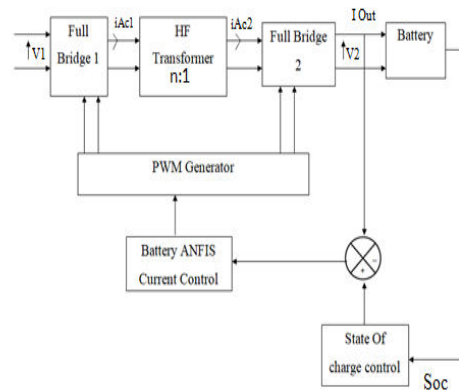 iAc1
iAc2
I Out
Full
Bridge 1
V1
HF
Transformer
n:1
Full Bridge
2
V2
Battery
PWM Generator
Battery ANFIS
Current Control
+
−
State Of
charge control
Soc